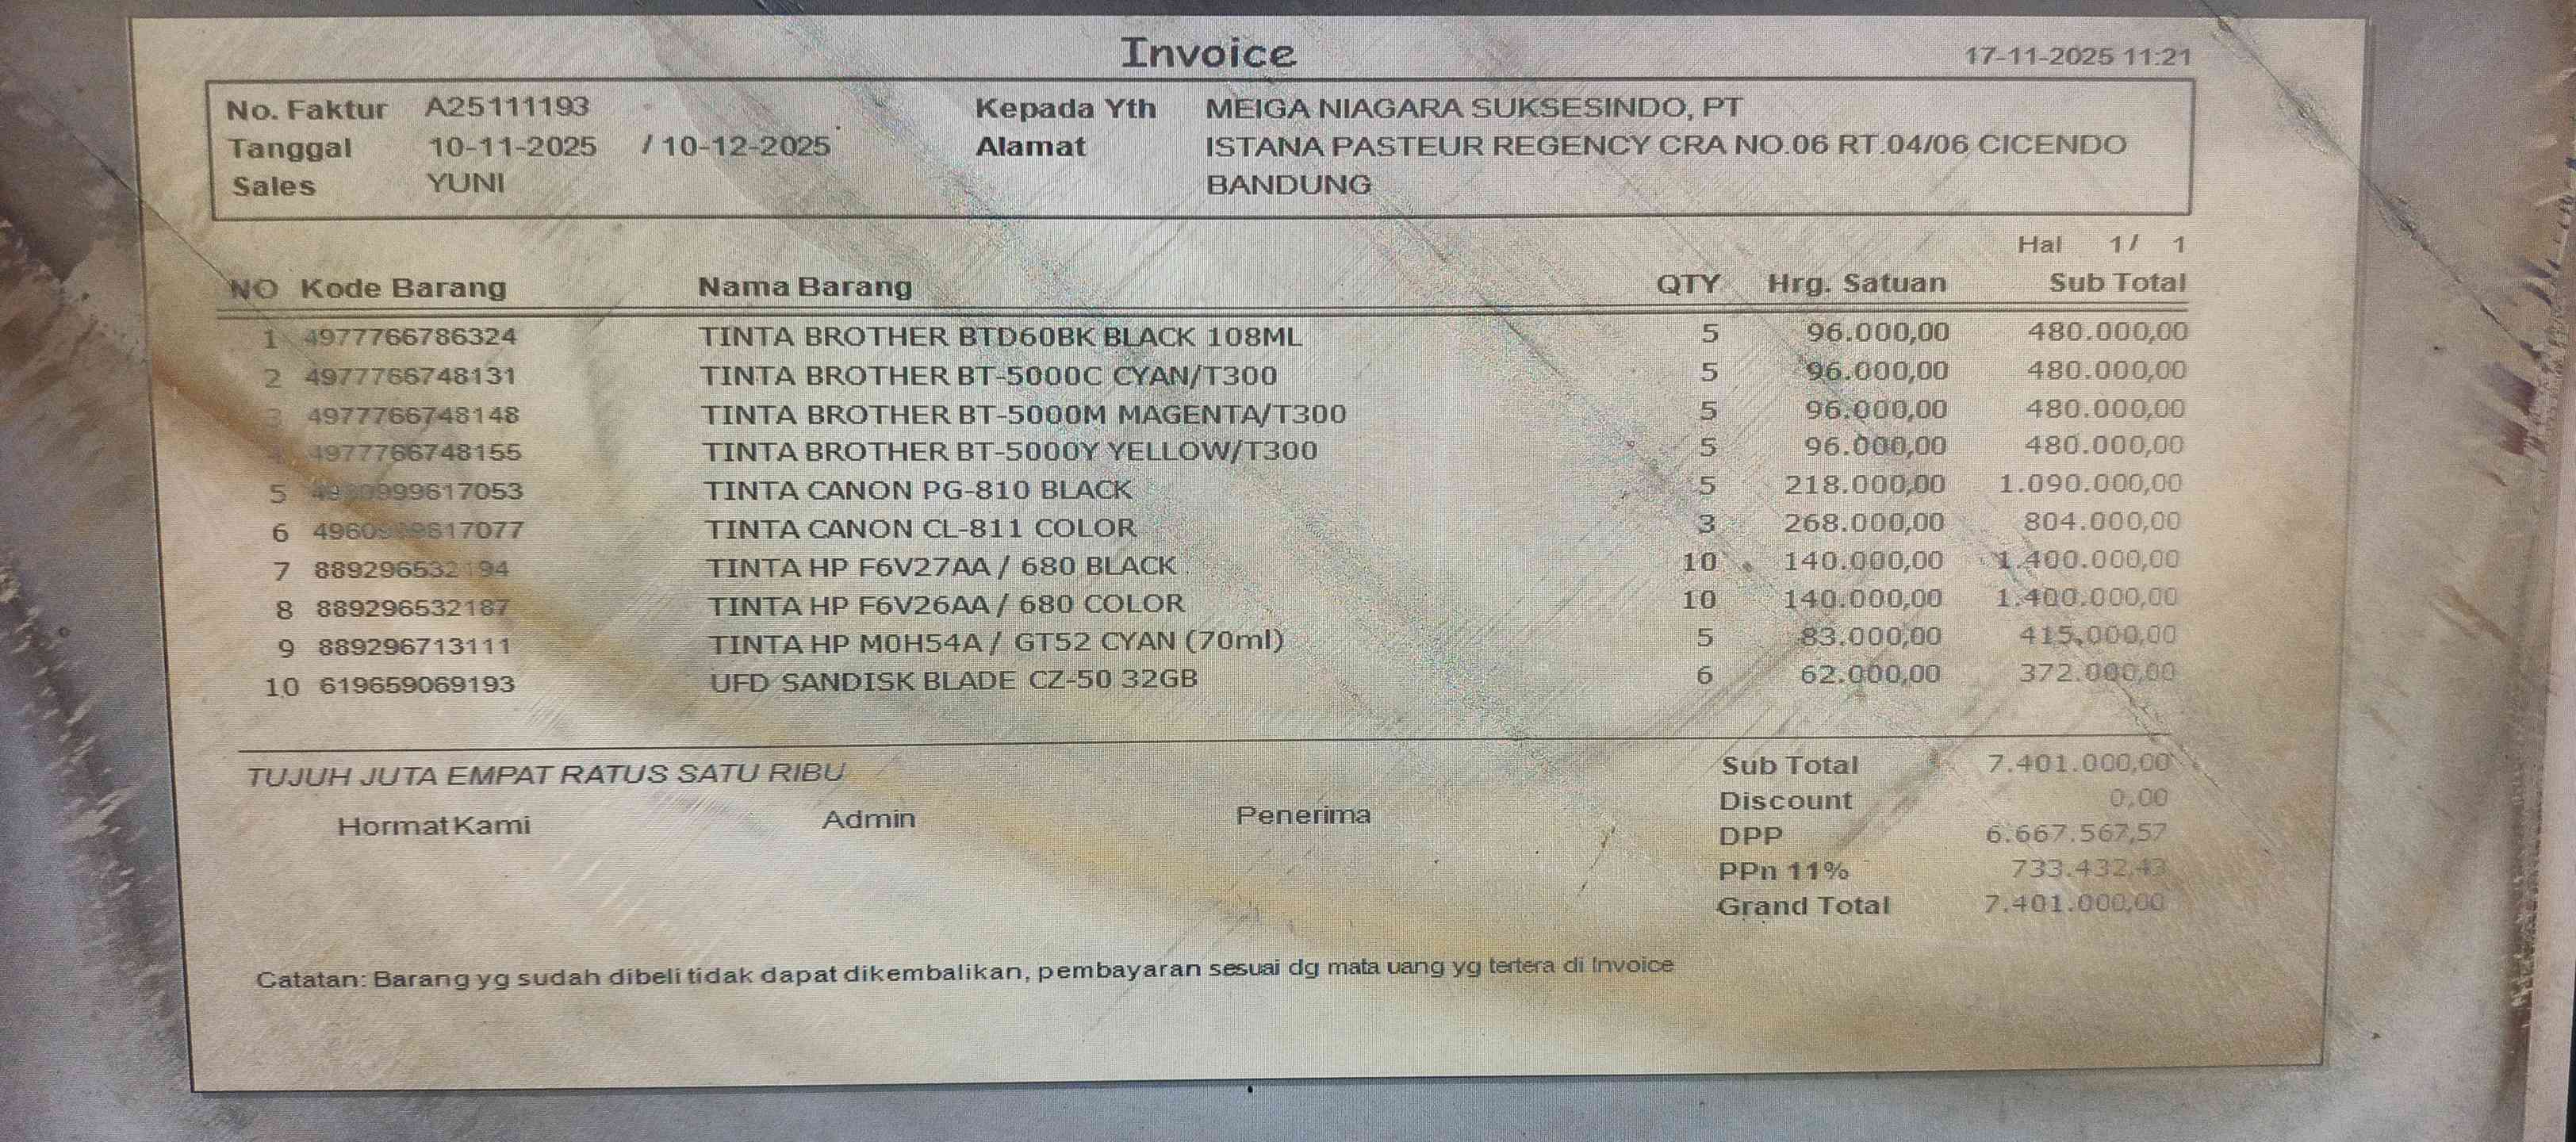 Invoice
17-11-2025 11:21
No. Faktur A25111193 Kepada Yth MEIGA NIAGARA SUKSESINDO, PT
Tanggal 10-11-2025 / 10-12-2025 Alamat ISTANA PASTEUR REGENCY CRA NO.06 RT.04/06 CICENDO
Sales YUNI BANDUNG
Hal 1/ 1
NO Kode Barang Nama Barang QTY Hrg. Satuan Sub Total
1 4977766786324 TINTA BROTHER BTD60BK BLACK 108ML 5 96.000,00 480.000,00
2 4977766748131 TINTA BROTHER BT-5000C CYAN/T300 5 96.000,00 480.000,00
3 4977766748148 TINTA BROTHER BT-5000M MAGENTA/T300 5 96.000,00 480.000,00
4 4977766748155 TINTA BROTHER BT-5000Y YELLOW/T300 5 96.000,00 480.000,00
5 TINTA CANON PG-810 BLACK 5 218.000,00 1.090.000,00
6 TINTA CANON CL-811 COLOR 3 268.000,00 804.000,00
7 889296532194 TINTA HP F6V27AA / 680 BLACK 10 140.000,00 1.400.000,00
8 889296532187 TINTA HP F6V26AA / 680 COLOR 10 140.000,00 1.400.000,00
9 889296713111 TINTA HP M0H54A / GT52 CYAN (70ml) 5 83.000,00 415.000,00
10 619659069193 UFD SANDISK BLADE CZ-50 32GB 6 62.000,00 372.000,00
TUJUH JUTA EMPAT RATUS SATU RIBU
Sub Total 7.401.000,00
Discount 0,00
Hormat Kami Admin Penerima
DPP 6.667.567,57
PPn 11% 733.432,43
Grand Total 7.401.000,00
Catatan: Barang yg sudah dibeli tidak dapat dikembalikan, pembayaran sesuai dg mata uang yg tertera di Invoice